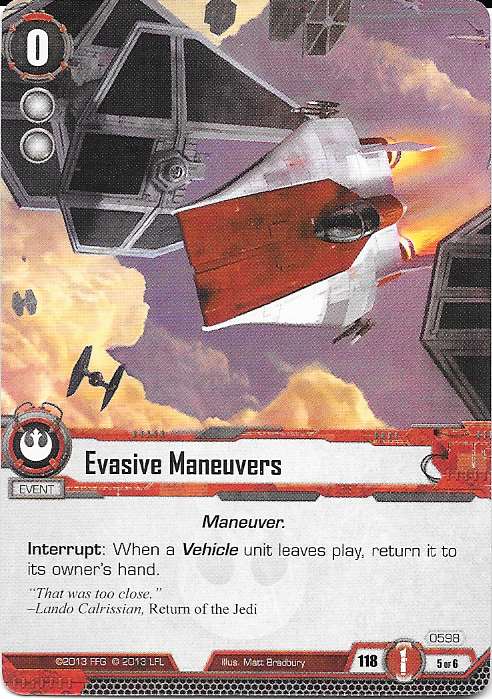 0
Evasive Maneuvers
EVENT
Maneuver.
Interrupt: When a Vehicle unit leaves play, return it to
its owner's hand.
"That was too close."
–Lando Calrissian, Return of the Jedi
0598
©2013 FFG © 2013 LFL
Illus. Matt Bradbury
118
5 of 6